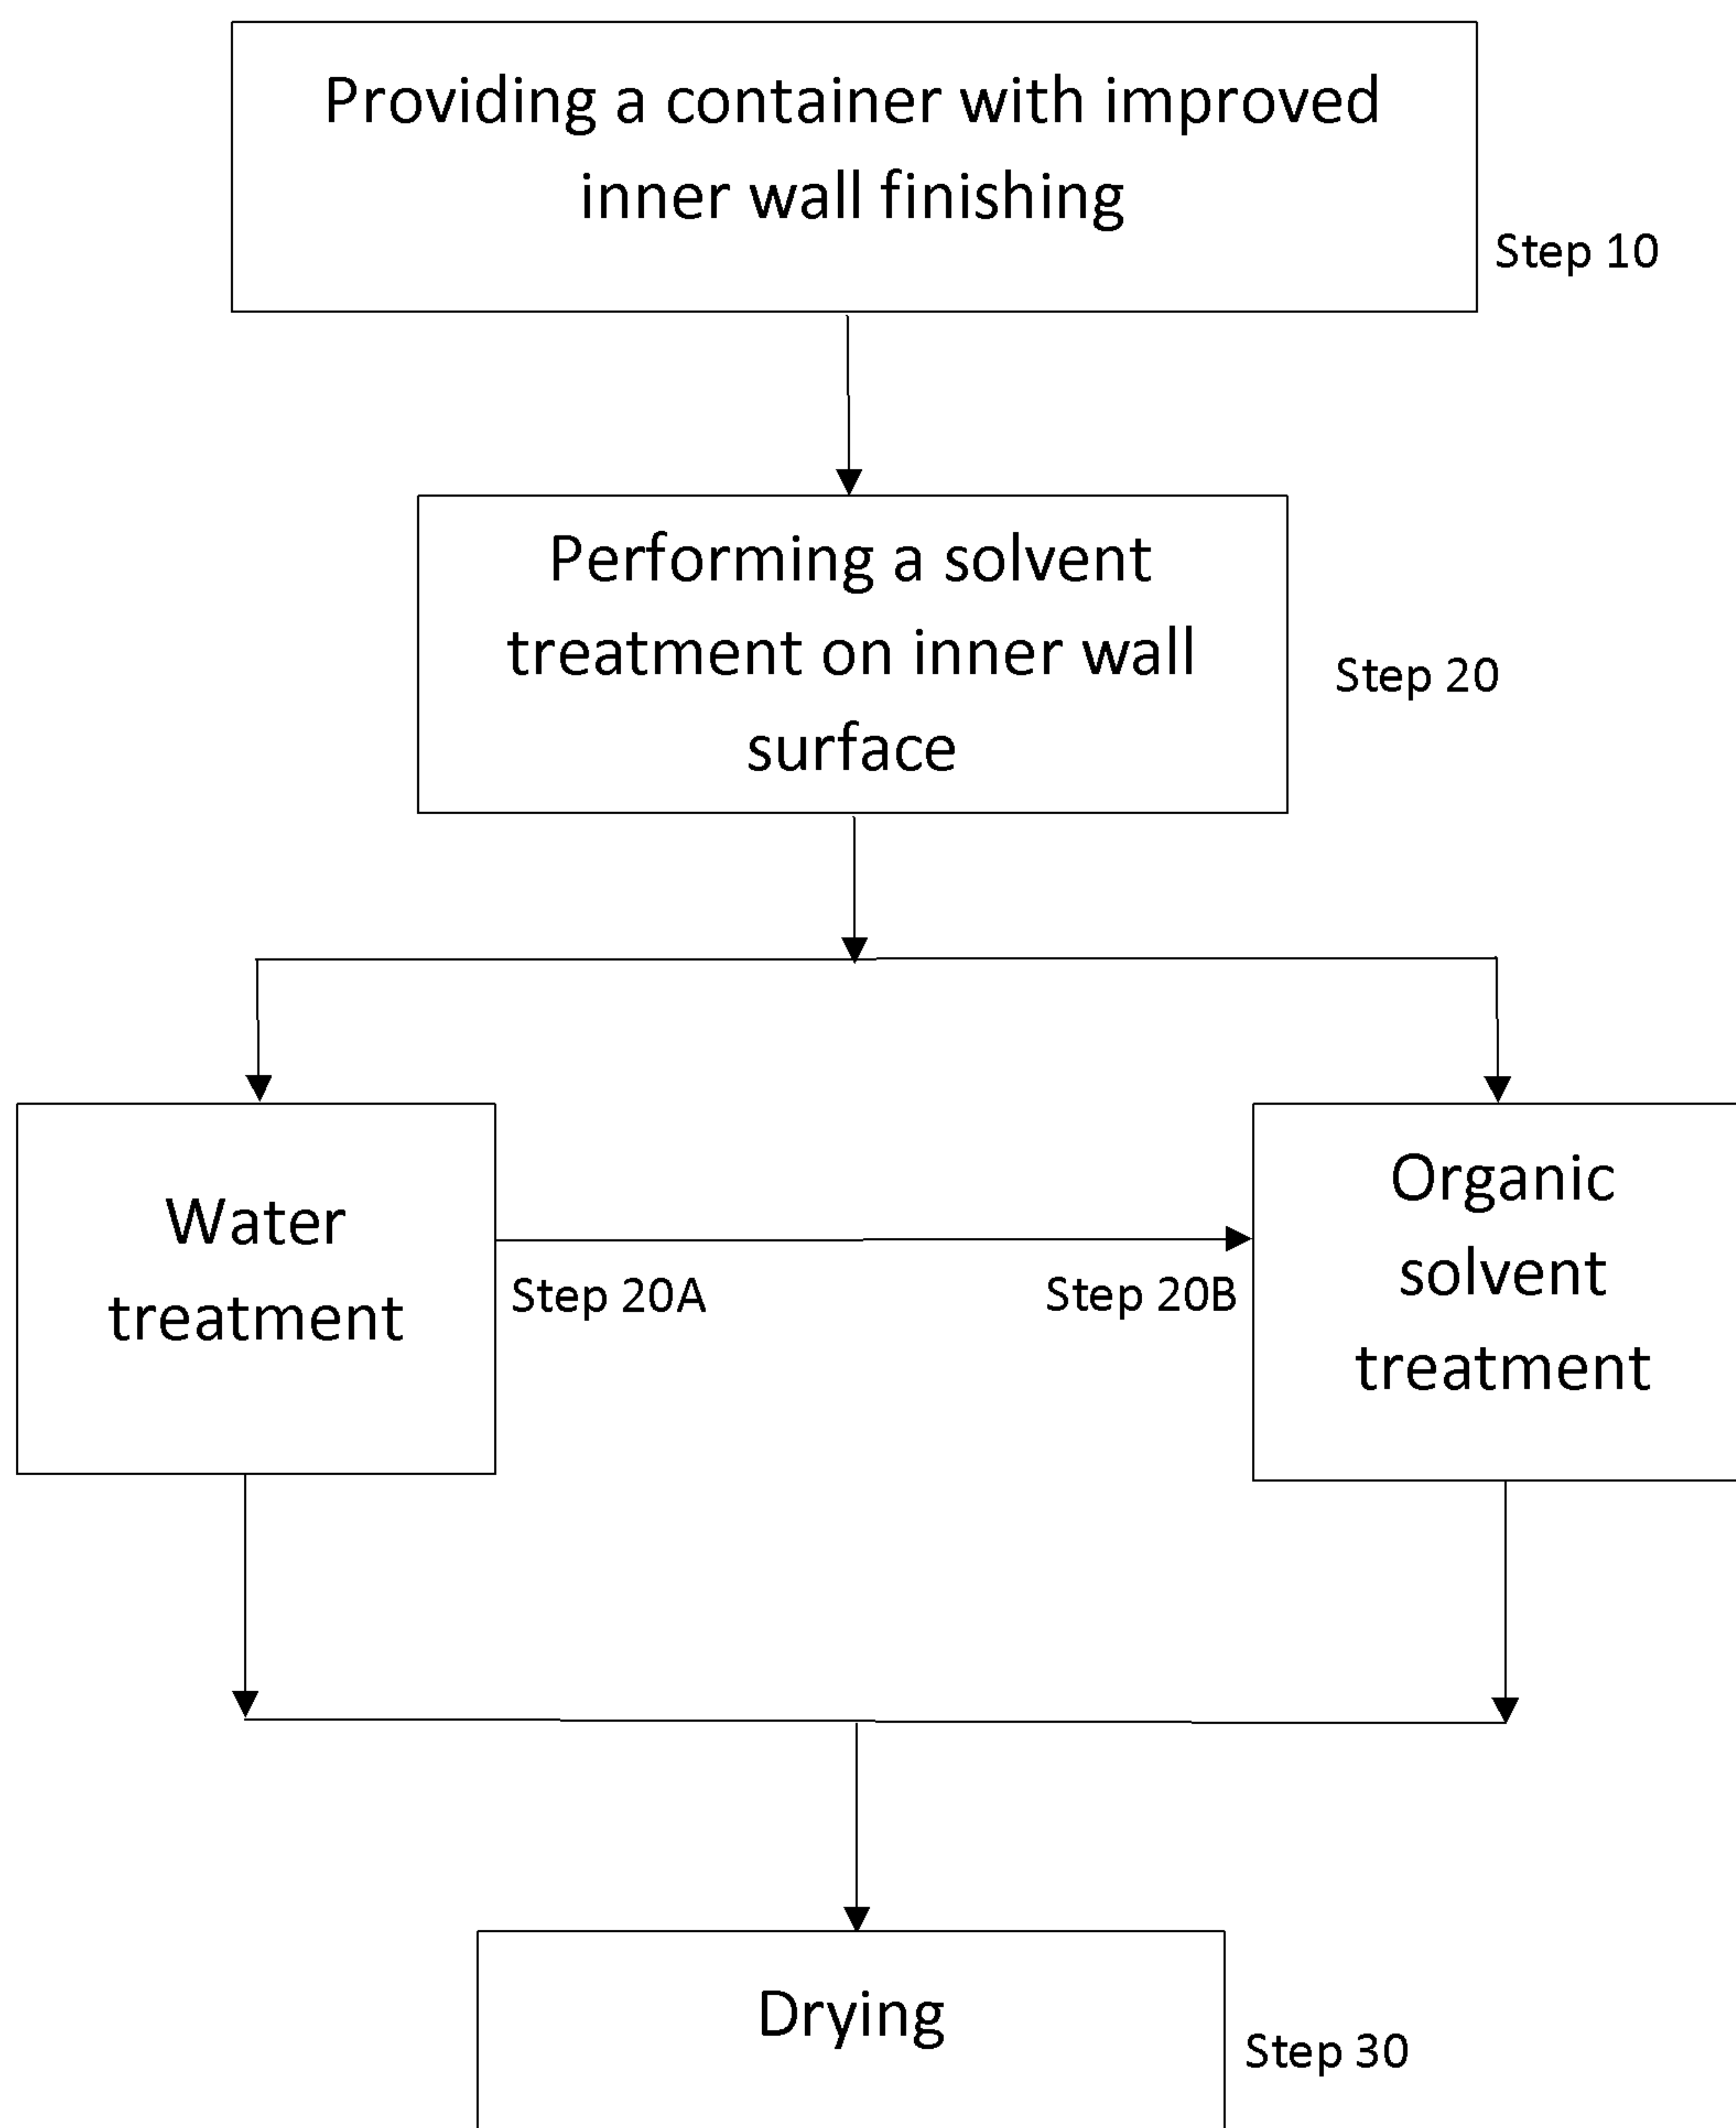 Providing a container with improved
inner wall finishing
Step 10
Performing a solvent
treatment on inner wall
surface
Step 20
Water
treatment
Step 20A
Step 20B
Organic
solvent
treatment
Drying
Step 30